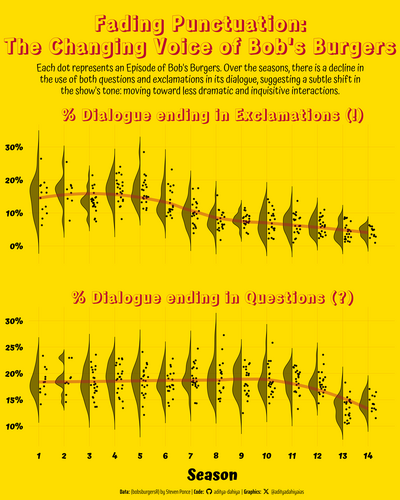 Fading Punctuation:
The Changing Voice of Bob's Burgers
Each dot represents an Episode of Bob's Burgers. Over the seasons, there is a decline in
the use of both questions and exclamations in its dialogue, suggesting a subtle shift in
the show's tone: moving toward less dramatic and inquisitive interactions.
% Dialogue ending in Exclamations (!)
30%
20%
10%
0%
% Dialogue ending in Questions (?)
30%
25%
20%
15%
10%
1 2 3 4 5 6 7 8 9 10 11 12 13 14
Season
Data: {bobsburgersR} by Steven Ponce | Code: aditya-dahiya | Graphics: X @adityadahiyaias